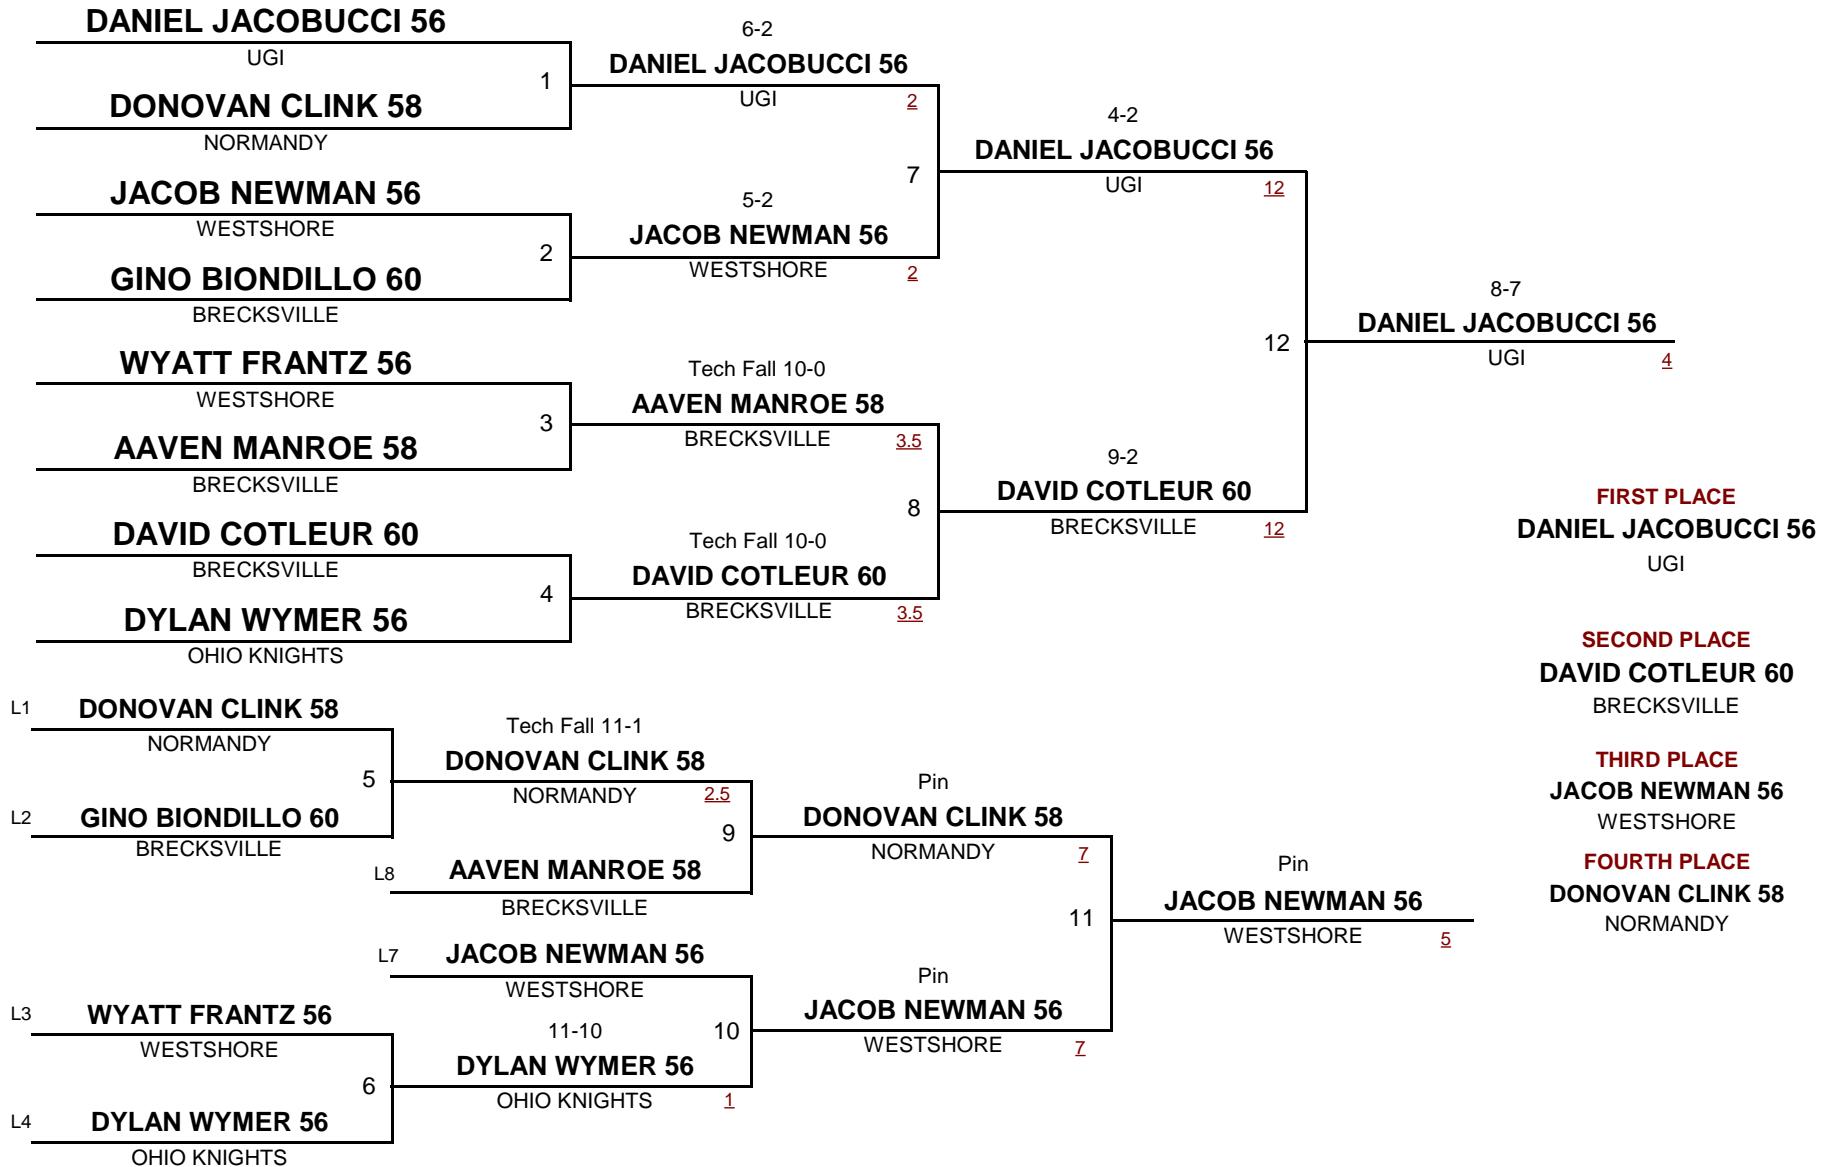 DANIEL JACOBUCCI 56
UGI
1
DONOVAN CLINK 58
NORMANDY
JACOB NEWMAN 56
WESTSHORE
2
GINO BIONDILLO 60
BRECKSVILLE
WYATT FRANTZ 56
WESTSHORE
3
AAVEN MANROE 58
BRECKSVILLE
DAVID COTLEUR 60
BRECKSVILLE
4
DYLAN WYMER 56
OHIO KNIGHTS
6-2
DANIEL JACOBUCCI 56
UGI 2
7
5-2
JACOB NEWMAN 56
WESTSHORE 2
Tech Fall 10-0
AAVEN MANROE 58
BRECKSVILLE 3.5
8
Tech Fall 10-0
DAVID COTLEUR 60
BRECKSVILLE 3.5
4-2
DANIEL JACOBUCCI 56
UGI 12
12
9-2
DAVID COTLEUR 60
BRECKSVILLE 12
8-7
DANIEL JACOBUCCI 56
UGI 4
FIRST PLACE
DANIEL JACOBUCCI 56
UGI
SECOND PLACE
DAVID COTLEUR 60
BRECKSVILLE
THIRD PLACE
JACOB NEWMAN 56
WESTSHORE
FOURTH PLACE
DONOVAN CLINK 58
NORMANDY
L1 DONOVAN CLINK 58
NORMANDY
5
L2 GINO BIONDILLO 60
BRECKSVILLE
L3 WYATT FRANTZ 56
WESTSHORE
6
L4 DYLAN WYMER 56
OHIO KNIGHTS
Tech Fall 11-1
DONOVAN CLINK 58
NORMANDY 2.5
9
L8 AAVEN MANROE 58
BRECKSVILLE
L7 JACOB NEWMAN 56
WESTSHORE
10
11-10
DYLAN WYMER 56
OHIO KNIGHTS 1
Pin
DONOVAN CLINK 58
NORMANDY 7
11
Pin
JACOB NEWMAN 56
WESTSHORE 7
Pin
JACOB NEWMAN 56
WESTSHORE 5